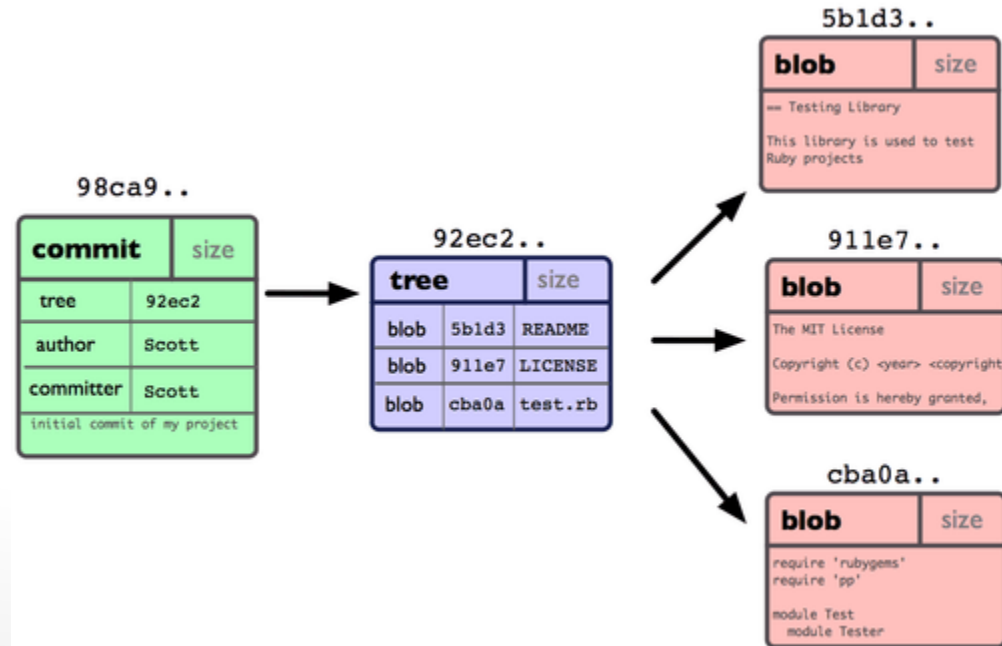 98ca9..
commit size
tree 92ec2
author Scott
committer Scott
initial commit of my project
92ec2..
tree size
blob 5b1d3 README
blob 911e7 LICENSE
blob cba0a test.rb
5b1d3..
blob size
== Testing Library
This library is used to test
Ruby projects
911e7..
blob size
The MIT License
Copyright (c) <year> <copyright
Permission is hereby granted,
cba0a..
blob size
require 'rubygems'
require 'pp'
module Test
module Tester